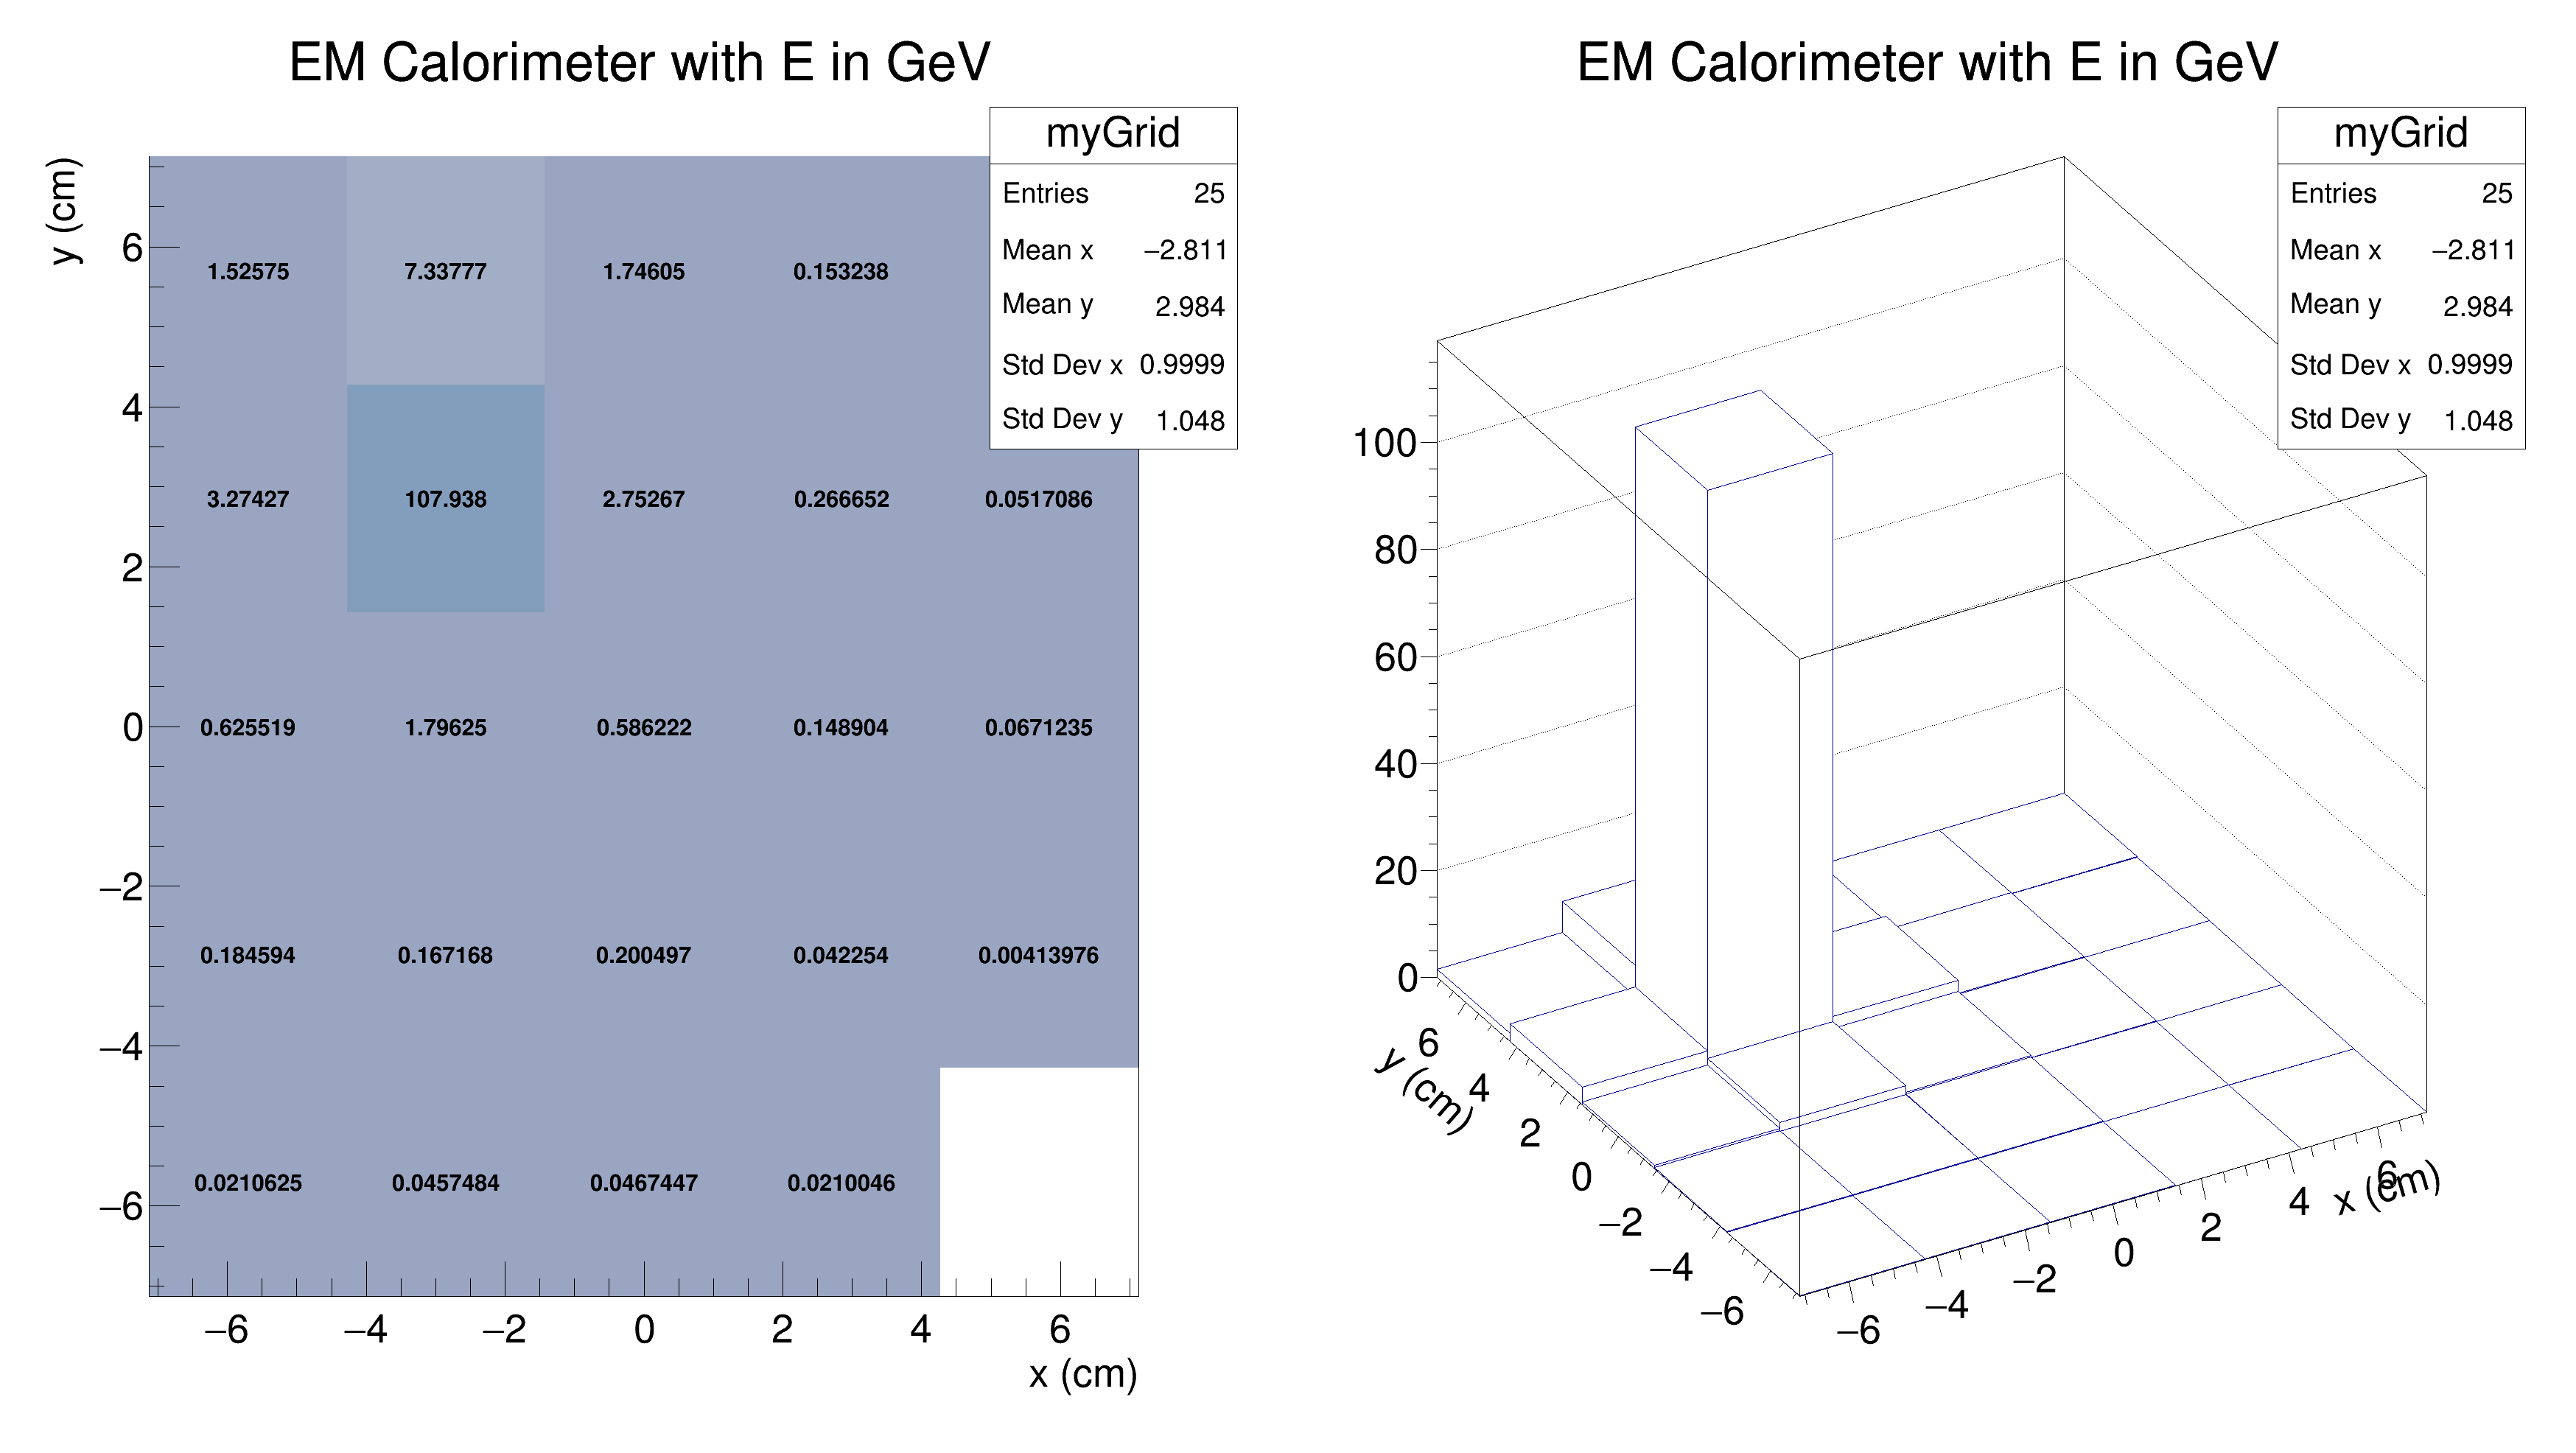 EM Calorimeter with E in GeV
myGrid
Entries 25
Mean x −2.811
Mean y 2.984
Std Dev x 0.9999
Std Dev y 1.048
y (cm)
6
4
2
0
−2
−4
−6
1.52575 7.33777 1.74605 0.153238
3.27427 107.938 2.75267 0.266652 0.0517086
0.625519 1.79625 0.586222 0.148904 0.0671235
0.184594 0.167168 0.200497 0.042254 0.00413976
0.0210625 0.0457484 0.0467447 0.0210046
−6 −4 −2 0 2 4 6
x (cm)
EM Calorimeter with E in GeV
myGrid
Entries 25
Mean x −2.811
Mean y 2.984
Std Dev x 0.9999
Std Dev y 1.048
100
80
60
40
20
0
y (cm)
6
4
2
0
−2
−4
−6
−6 −4 −2 0 2 4 6
x (cm)